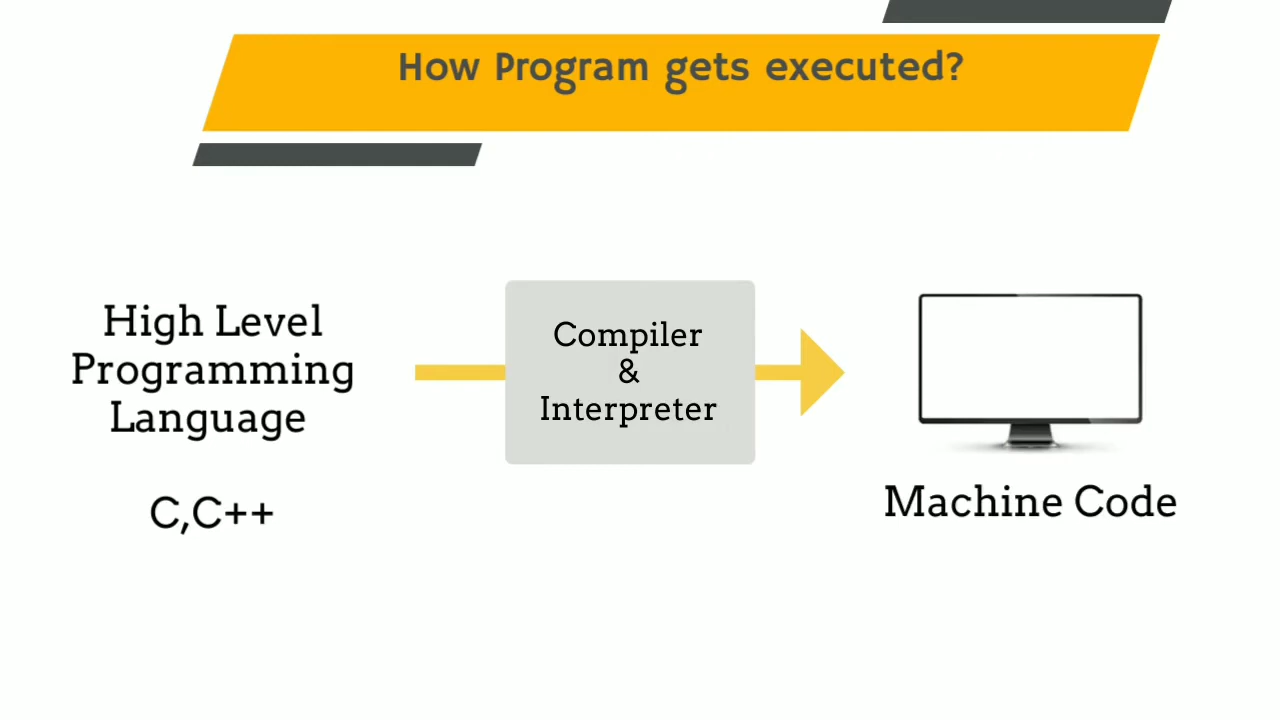 How Program gets executed?
High Level
Programming
Language
C,C++
Compiler
&
Interpreter
Machine Code